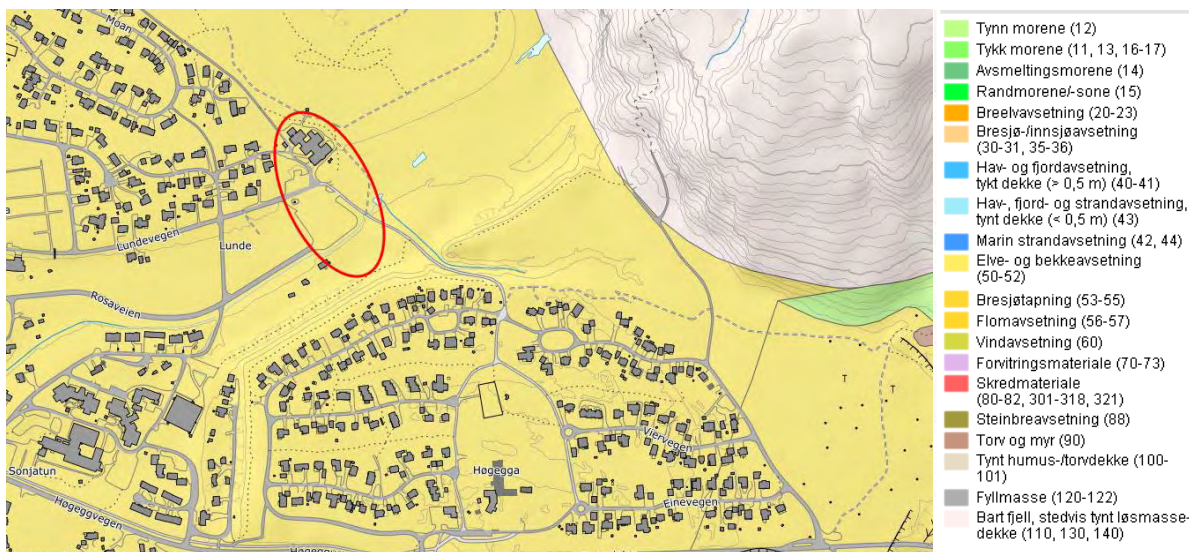 Moan
Lundevegen
Lunde
Rosaveien
Sonjatun
Høgeggvegen
Høgegga
Viervegen
Einevegen
T
T
T
Tynn morene (12)
Tykk morene (11, 13, 16-17)
Avsmeltingsmorene (14)
Randmorene/-sone (15)
Breelvavsetning (20-23)
Bresjø-/innsjøavsetning
(30-31, 35-36)
Hav- og fjordavsetning,
tykt dekke (> 0,5 m) (40-41)
Hav-, fjord- og strandavsetning,
tynt dekke (< 0,5 m) (43)
Marin strandavsetning (42, 44)
Elve- og bekkeavsetning
(50-52)
Bresjøtapning (53-55)
Flomavsetning (56-57)
Vindavsetning (60)
Forvitringsmateriale (70-73)
Skredmateriale
(80-82, 301-318, 321)
Steinbreavsetning (88)
Torv og myr (90)
Tynt humus-/torvdekke (100-
101)
Fyllmasse (120-122)
Bart fjell, stedvis tynt løsmasse-
dekke (110, 130, 140)